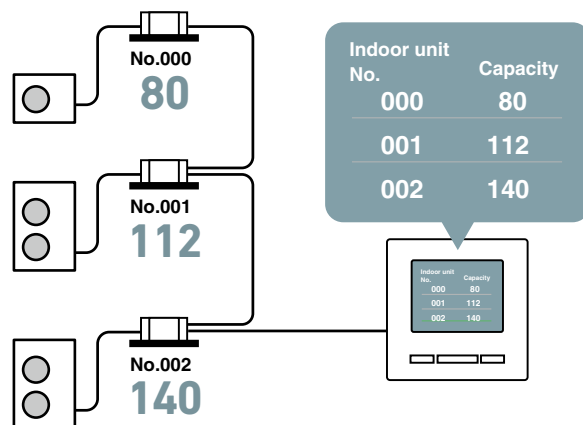 No.000
80
No.001
112
No.002
140
Indoor unit
No. Capacity
000 80
001 112
002 140
Indoor unit
No. Capacity
000 80
001 112
002 140